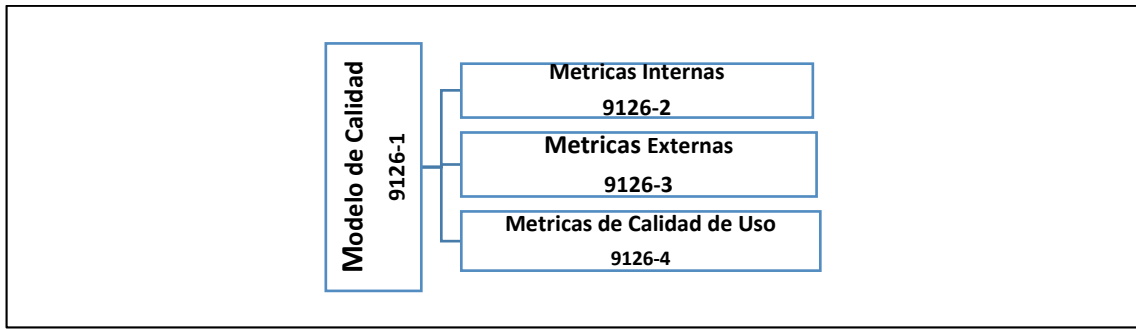 Modelo de Calidad
9126-1
Metricas Internas
9126-2
Metricas Externas
9126-3
Metricas de Calidad de Uso
9126-4